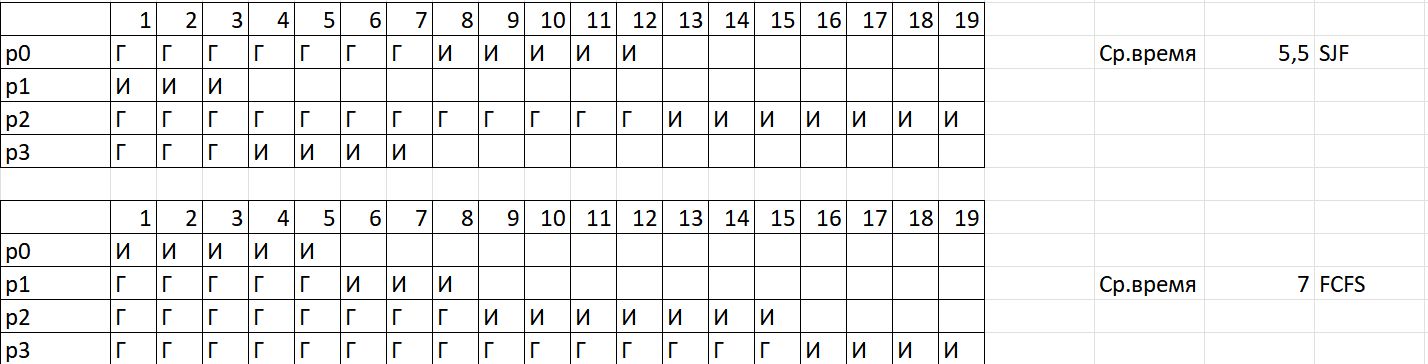 1 2 3 4 5 6 7 8 9 10 11 12 13 14 15 16 17 18 19
p0 Г Г Г Г Г Г Г И И И И И Ср.время 5,5 SJF
p1 И И И
p2 Г Г Г Г Г Г Г Г Г Г Г Г И И И И И И И
p3 Г Г Г И И И И
1 2 3 4 5 6 7 8 9 10 11 12 13 14 15 16 17 18 19
p0 И И И И И
p1 Г Г Г Г Г И И И Ср.время 7 FCFS
p2 Г Г Г Г Г Г Г Г И И И И И И И
p3 Г Г Г Г Г Г Г Г Г Г Г Г Г Г Г И И И И